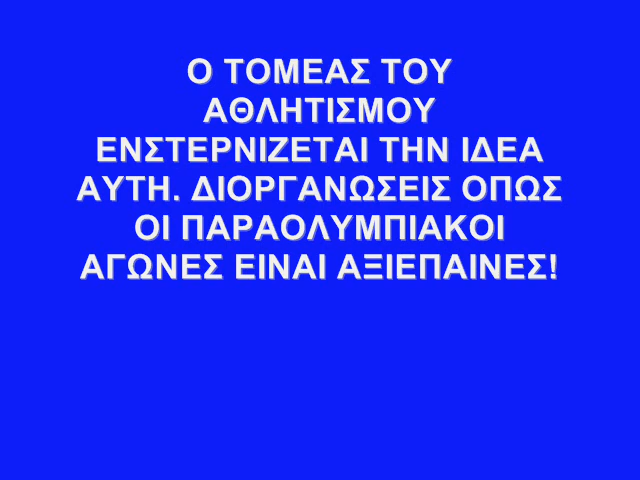 Ο ΤΟΜΕΑΣ ΤΟΥ
ΑΘΛΗΤΙΣΜΟΥ
ΕΝΣΤΕΡΝΙΖΕΤΑΙ ΤΗΝ ΙΔΕΑ
ΑΥΤΗ. ΔΙΟΡΓΑΝΩΣΕΙΣ ΟΠΩΣ
ΟΙ ΠΑΡΑΟΛΥΜΠΙΑΚΟΙ
ΑΓΩΝΕΣ ΕΙΝΑΙ ΑΞΙΕΠΑΙΝΕΣ!